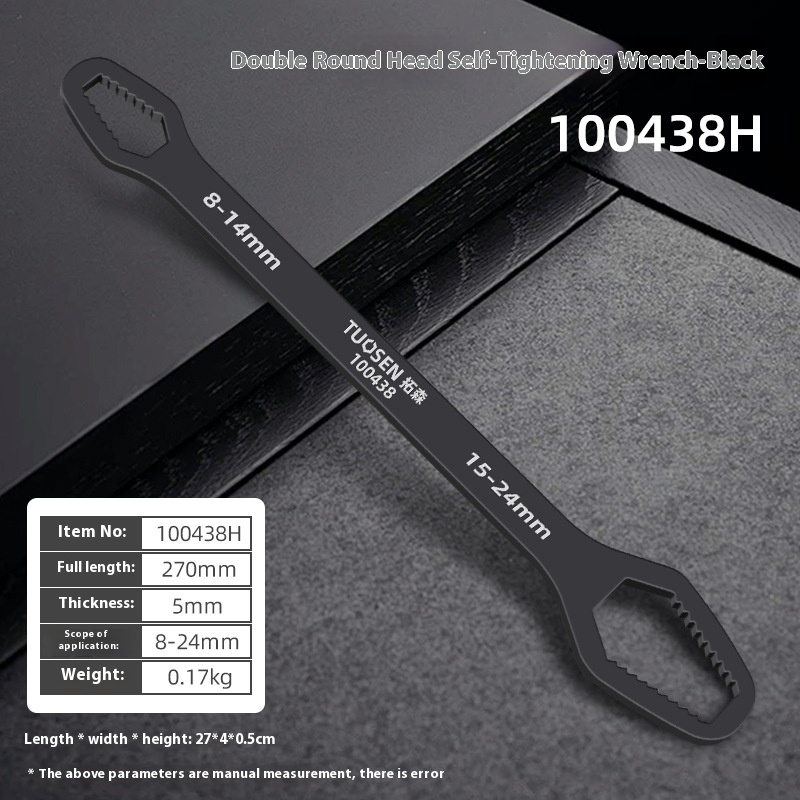 Double Round Head Self-Tightening Wrench-Black
100438H
8-14mm
TUOSEN 拓森
100438
15-24mm
Item No: 100438H
Full length: 270mm
Thickness: 5mm
Scope of application: 8-24mm
Weight: 0.17kg
Length * width * height: 27*4*0.5cm
* The above parameters are manual measurement, there is error